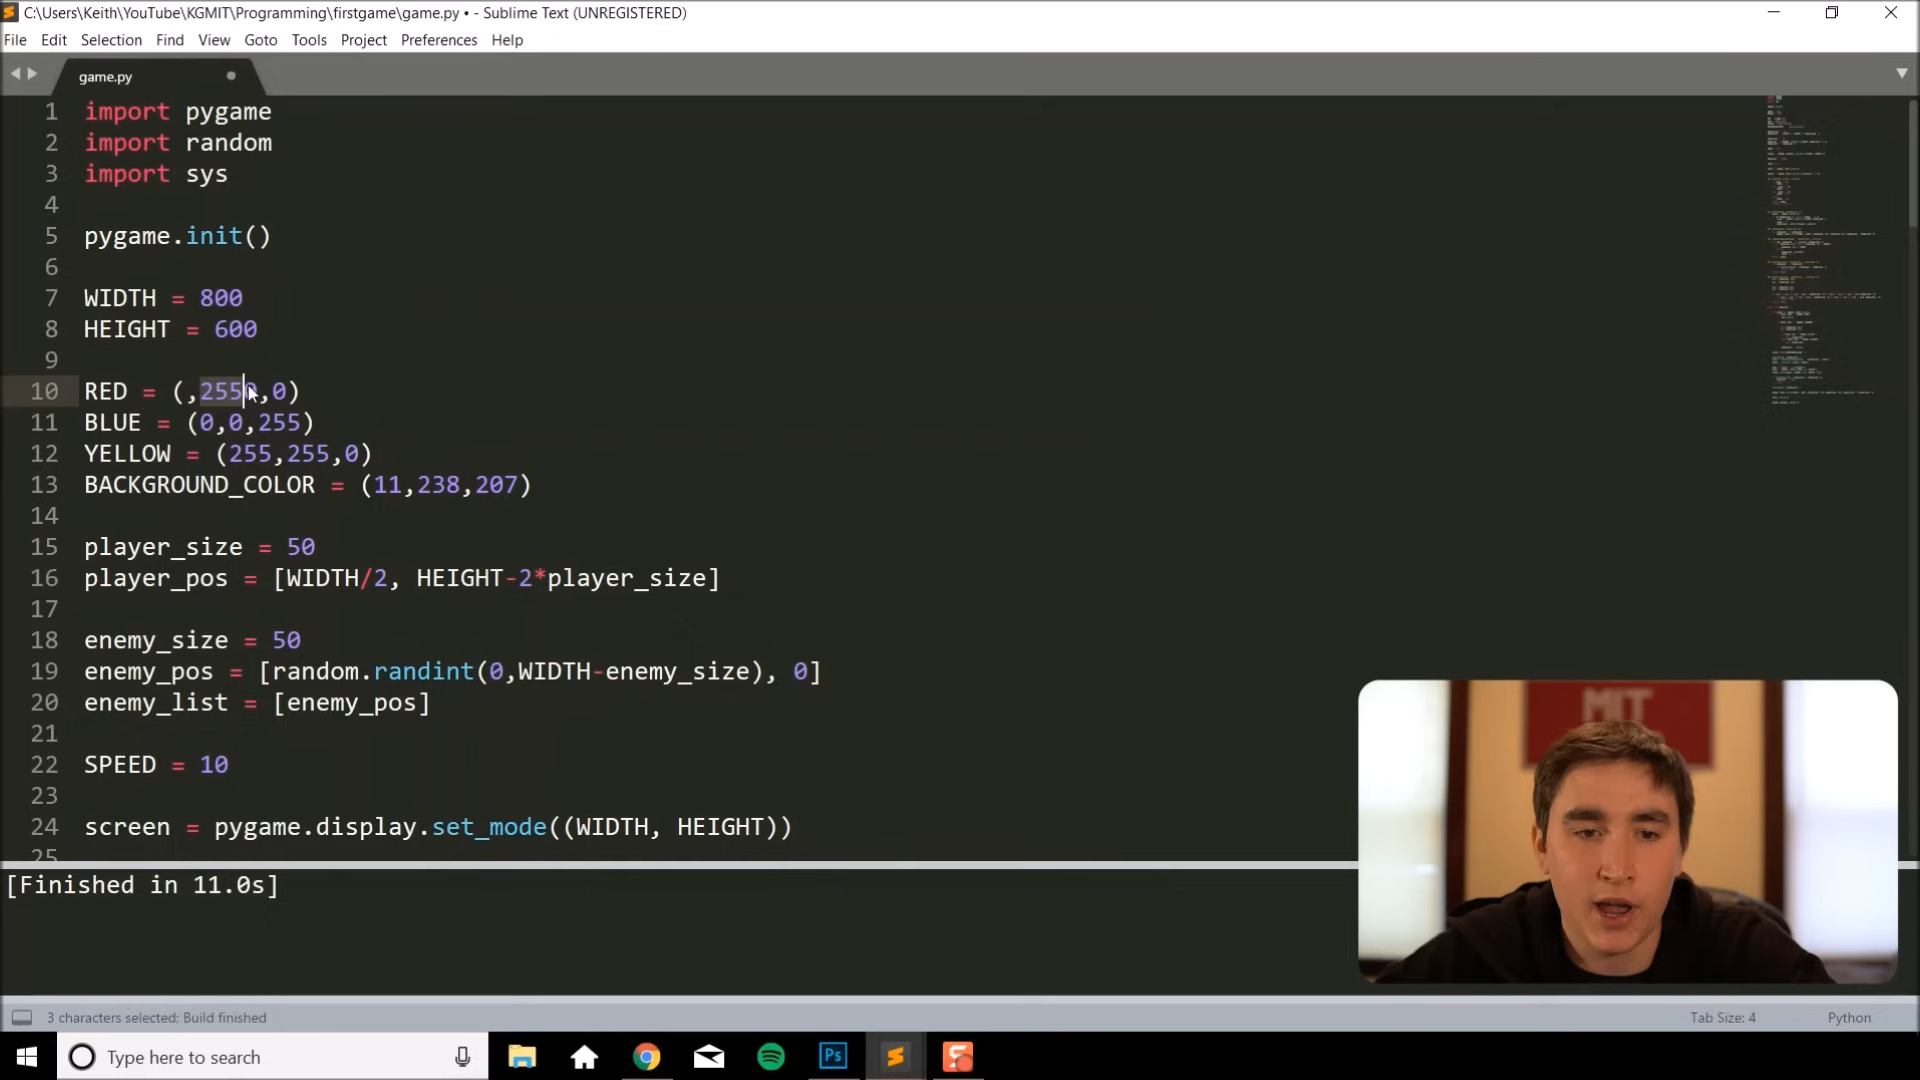 C:\Users\Keith\YouTube\KGMIT\Programming\firstgame\game.py • - Sublime Text (UNREGISTERED)
File Edit Selection Find View Goto Tools Project Preferences Help
game.py
1 import pygame
2 import random
3 import sys
4
5 pygame.init()
6
7 WIDTH = 800
8 HEIGHT = 600
9
10 RED = (,2550,0)
11 BLUE = (0,0,255)
12 YELLOW = (255,255,0)
13 BACKGROUND_COLOR = (11,238,207)
14
15 player_size = 50
16 player_pos = [WIDTH/2, HEIGHT-2*player_size]
17
18 enemy_size = 50
19 enemy_pos = [random.randint(0,WIDTH-enemy_size), 0]
20 enemy_list = [enemy_pos]
21
22 SPEED = 10
23
24 screen = pygame.display.set_mode((WIDTH, HEIGHT))
25
[Finished in 11.0s]
MIT
3 characters selected; Build finished
Tab Size: 4
Python
Type here to search
Ps